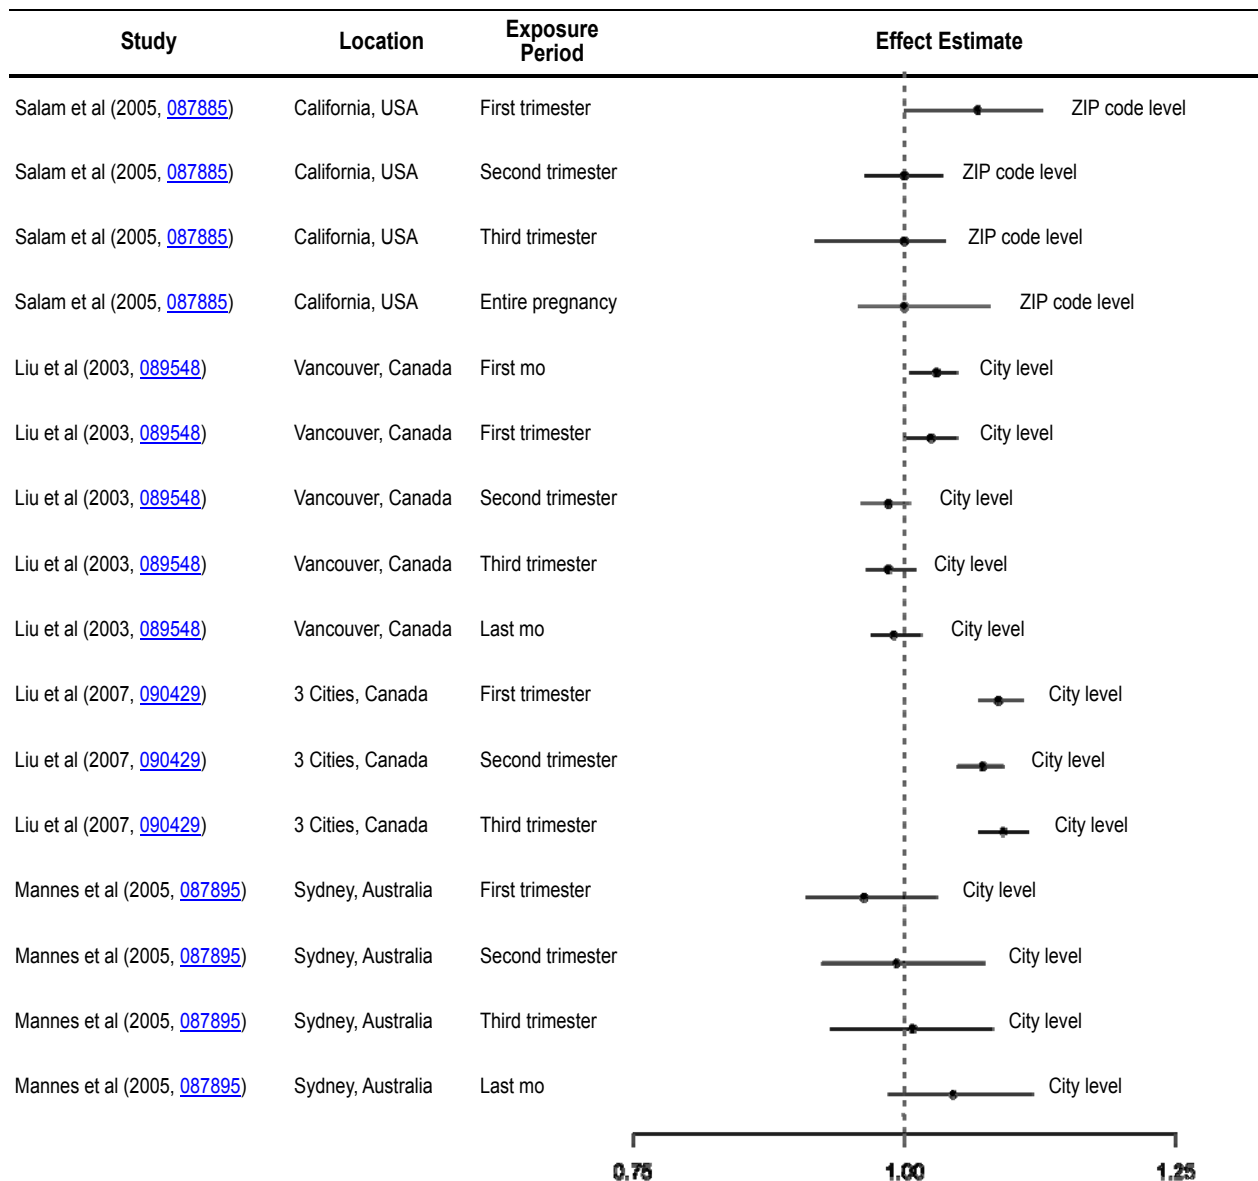 Study Location Exposure Period Effect Estimate
Salam et al (2005, 087885) California, USA First trimester ZIP code level
Salam et al (2005, 087885) California, USA Second trimester ZIP code level
Salam et al (2005, 087885) California, USA Third trimester ZIP code level
Salam et al (2005, 087885) California, USA Entire pregnancy ZIP code level
Liu et al (2003, 089548) Vancouver, Canada First mo City level
Liu et al (2003, 089548) Vancouver, Canada First trimester City level
Liu et al (2003, 089548) Vancouver, Canada Second trimester City level
Liu et al (2003, 089548) Vancouver, Canada Third trimester City level
Liu et al (2003, 089548) Vancouver, Canada Last mo City level
Liu et al (2007, 090429) 3 Cities, Canada First trimester City level
Liu et al (2007, 090429) 3 Cities, Canada Second trimester City level
Liu et al (2007, 090429) 3 Cities, Canada Third trimester City level
Mannes et al (2005, 087895) Sydney, Australia First trimester City level
Mannes et al (2005, 087895) Sydney, Australia Second trimester City level
Mannes et al (2005, 087895) Sydney, Australia Third trimester City level
Mannes et al (2005, 087895) Sydney, Australia Last mo City level
0.75 1.00 1.25